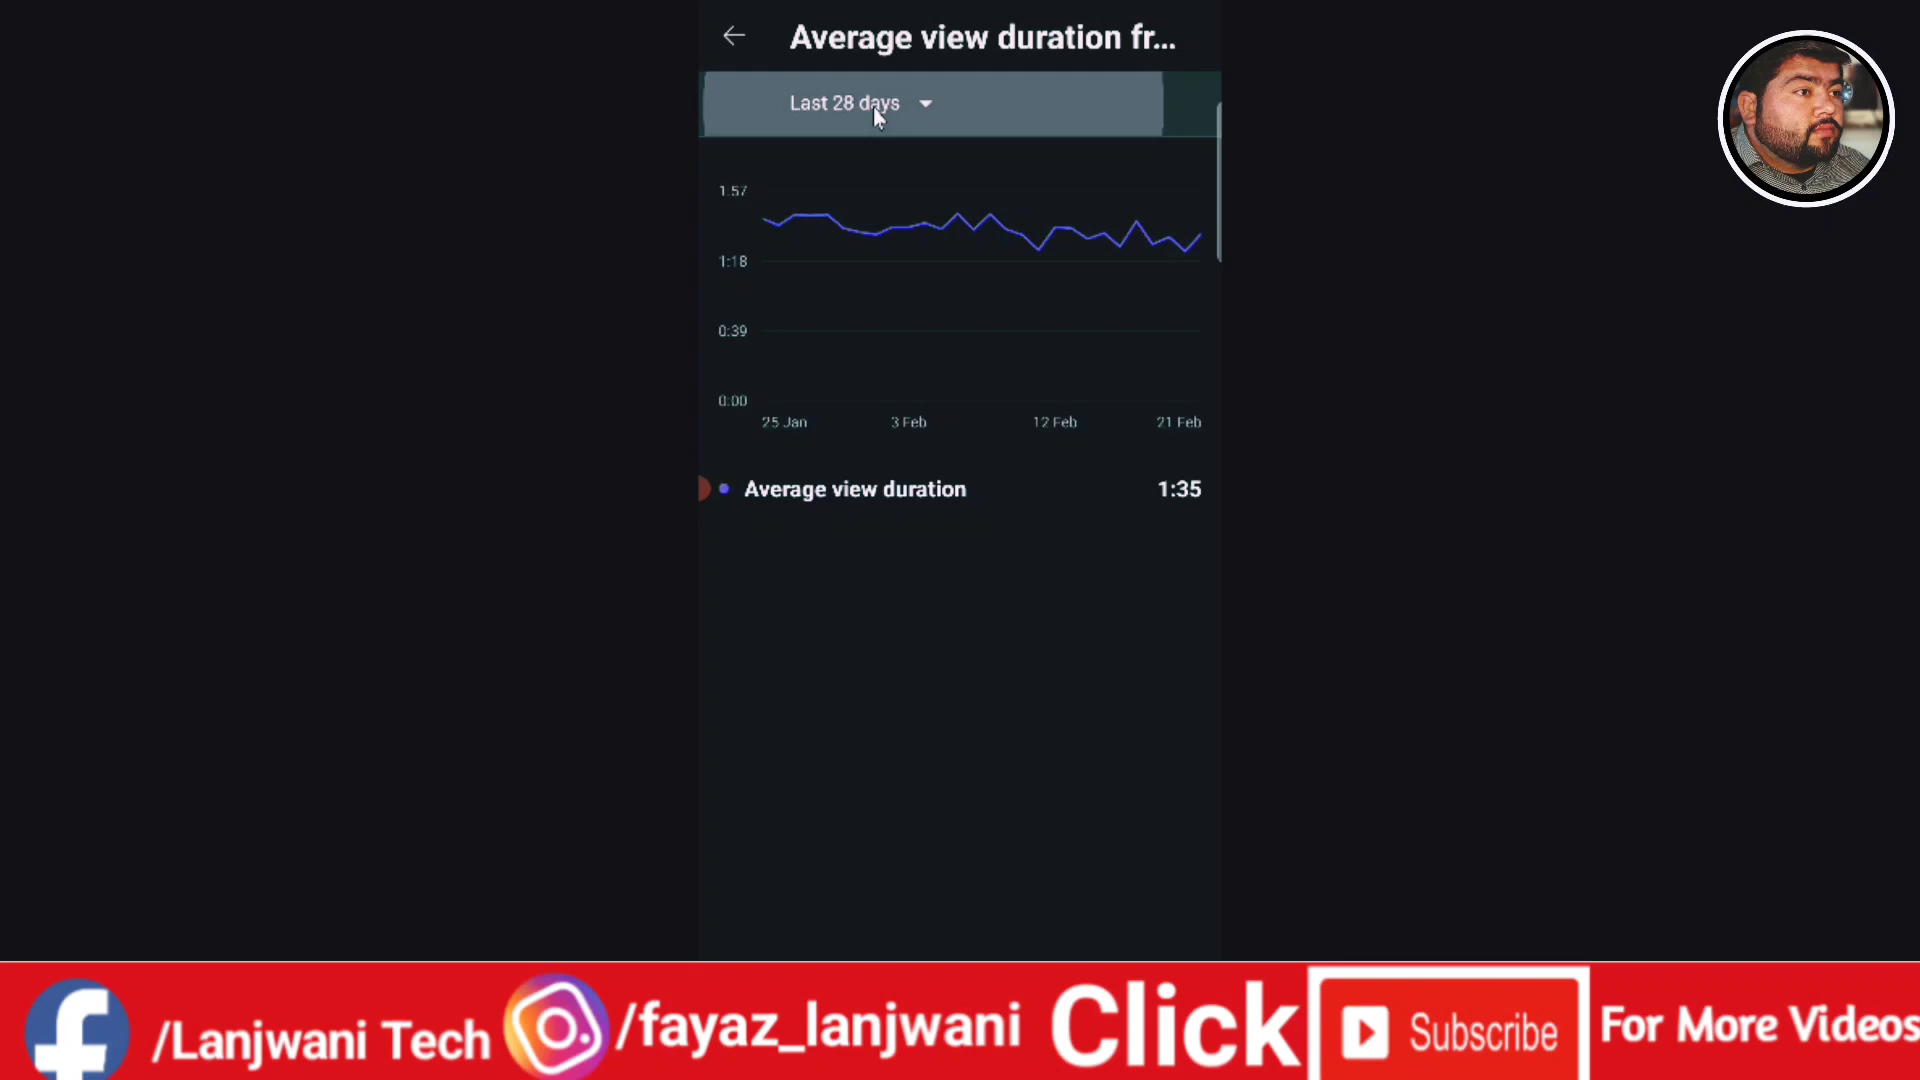 Average view duration fr...
Last 28 days
1:57
1:18
0:39
0:00
25 Jan 3 Feb 12 Feb 21 Feb
Average view duration 1:35
/Lanjwani Tech /fayaz_lanjwani Click Subscribe For More Videos